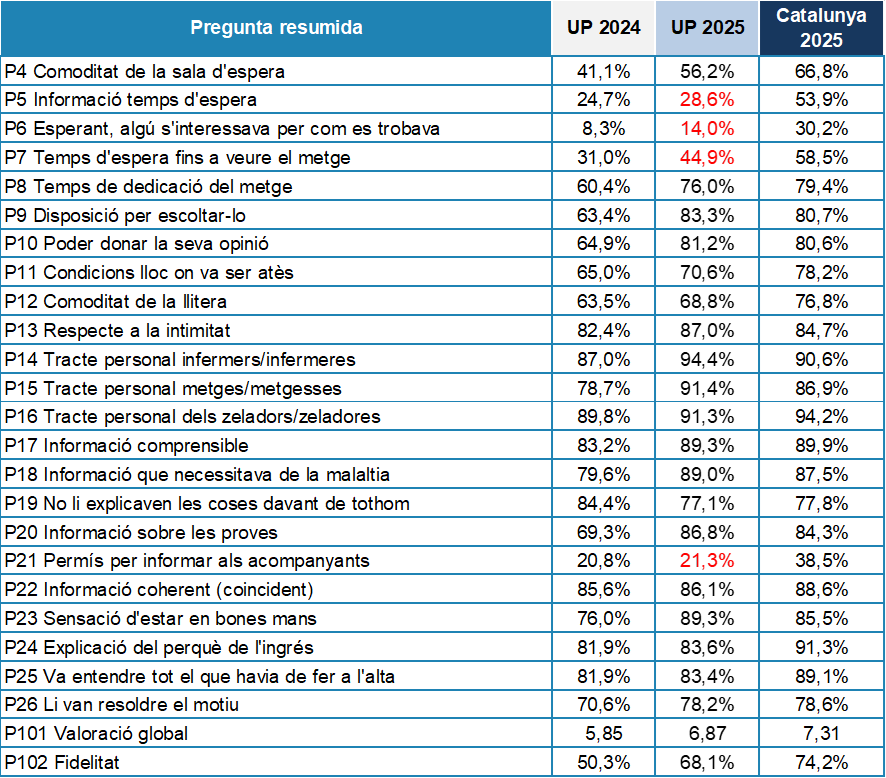 Pregunta resumida UP 2024 UP 2025 Catalunya 2025
P4 Comoditat de la sala d'espera 41,1% 56,2% 66,8%
P5 Informació temps d'espera 24,7% 28,6% 53,9%
P6 Esperant, algú s'interessava per com es trobava 8,3% 14,0% 30,2%
P7 Temps d'espera fins a veure el metge 31,0% 44,9% 58,5%
P8 Temps de dedicació del metge 60,4% 76,0% 79,4%
P9 Disposició per escoltar-lo 63,4% 83,3% 80,7%
P10 Poder donar la seva opinió 64,9% 81,2% 80,6%
P11 Condicions lloc on va ser atès 65,0% 70,6% 78,2%
P12 Comoditat de la llitera 63,5% 68,8% 76,8%
P13 Respecte a la intimitat 82,4% 87,0% 84,7%
P14 Tracte personal infermers/infermeres 87,0% 94,4% 90,6%
P15 Tracte personal metges/metgesses 78,7% 91,4% 86,9%
P16 Tracte personal dels zeladors/zeladores 89,8% 91,3% 94,2%
P17 Informació comprensible 83,2% 89,3% 89,9%
P18 Informació que necessitava de la malaltia 79,6% 89,0% 87,5%
P19 No li explicaven les coses davant de tothom 84,4% 77,1% 77,8%
P20 Informació sobre les proves 69,3% 86,8% 84,3%
P21 Permís per informar als acompanyants 20,8% 21,3% 38,5%
P22 Informació coherent (coincident) 85,6% 86,1% 88,6%
P23 Sensació d'estar en bones mans 76,0% 89,3% 85,5%
P24 Explicació del perquè de l'ingrés 81,9% 83,6% 91,3%
P25 Va entendre tot el que havia de fer a l'alta 81,9% 83,4% 89,1%
P26 Li van resoldre el motiu 70,6% 78,2% 78,6%
P101 Valoració global 5,85 6,87 7,31
P102 Fidelitat 50,3% 68,1% 74,2%